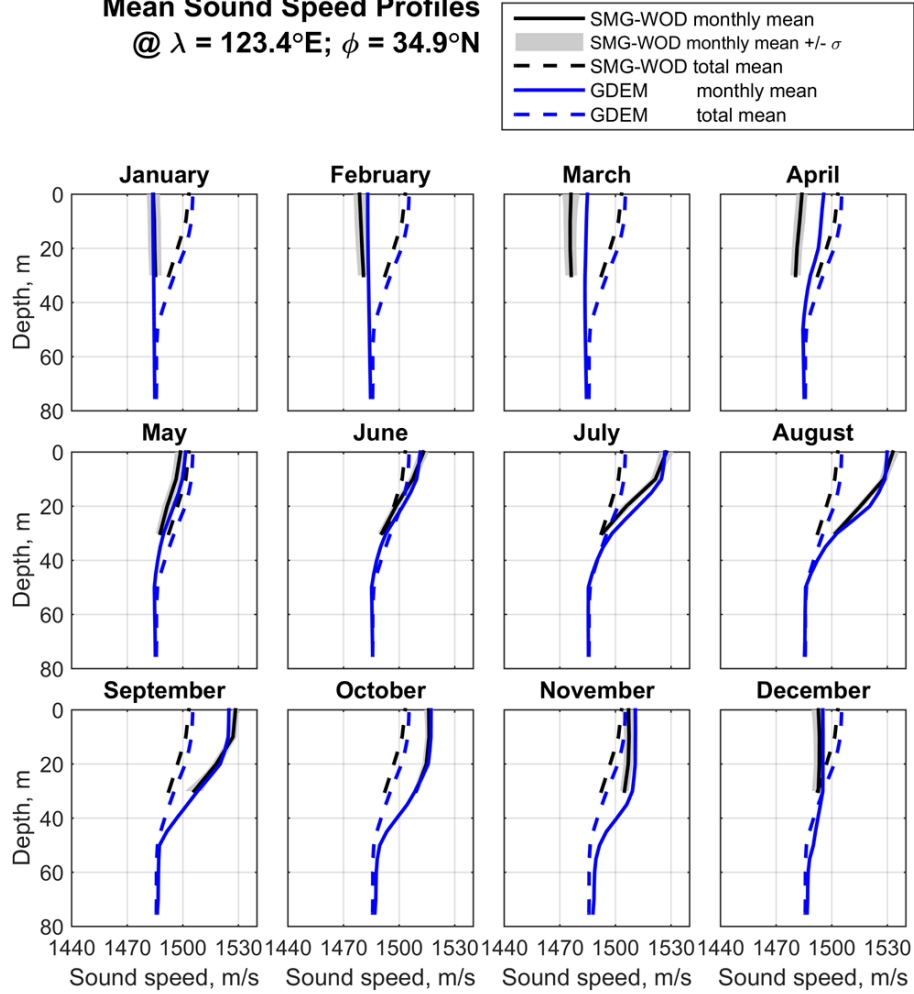 Mean Sound Speed Profiles
@ λ = 123.4°E; ϕ = 34.9°N
SMG-WOD monthly mean
SMG-WOD monthly mean +/- σ
SMG-WOD total mean
GDEM monthly mean
GDEM total mean
January February March April
0
20
40
60
80
Depth, m
May June July August
0
20
40
60
80
Depth, m
September October November December
0
20
40
60
80
Depth, m
1440 1470 1500 1530 1440 1470 1500 1530 1440 1470 1500 1530 1440 1470 1500 1530
Sound speed, m/s Sound speed, m/s Sound speed, m/s Sound speed, m/s